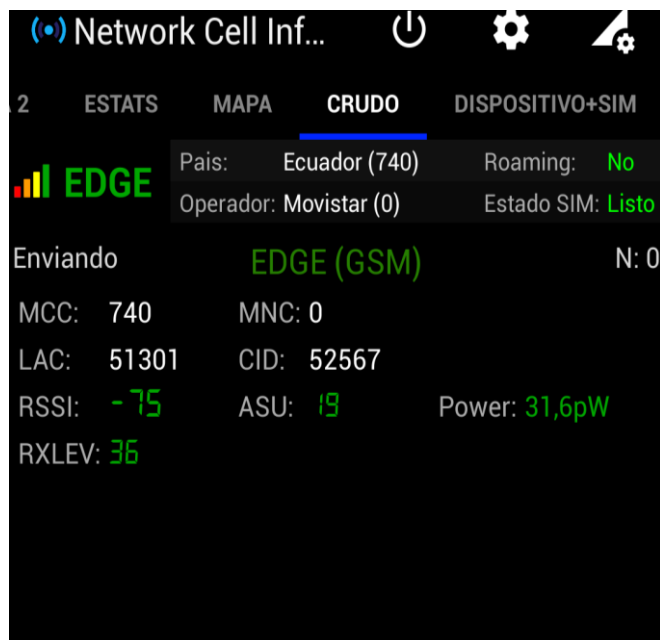 Network Cell Inf...
2 ESTATS MAPA CRUDO DISPOSITIVO+SIM
EDGE
Pais: Ecuador (740) Roaming: No
Operador: Movistar (0) Estado SIM: Listo
Enviando EDGE (GSM) N: 0
MCC: 740 MNC: 0
LAC: 51301 CID: 52567
RSSI: -75 ASU: 19 Power: 31,6pW
RXLEV: 36